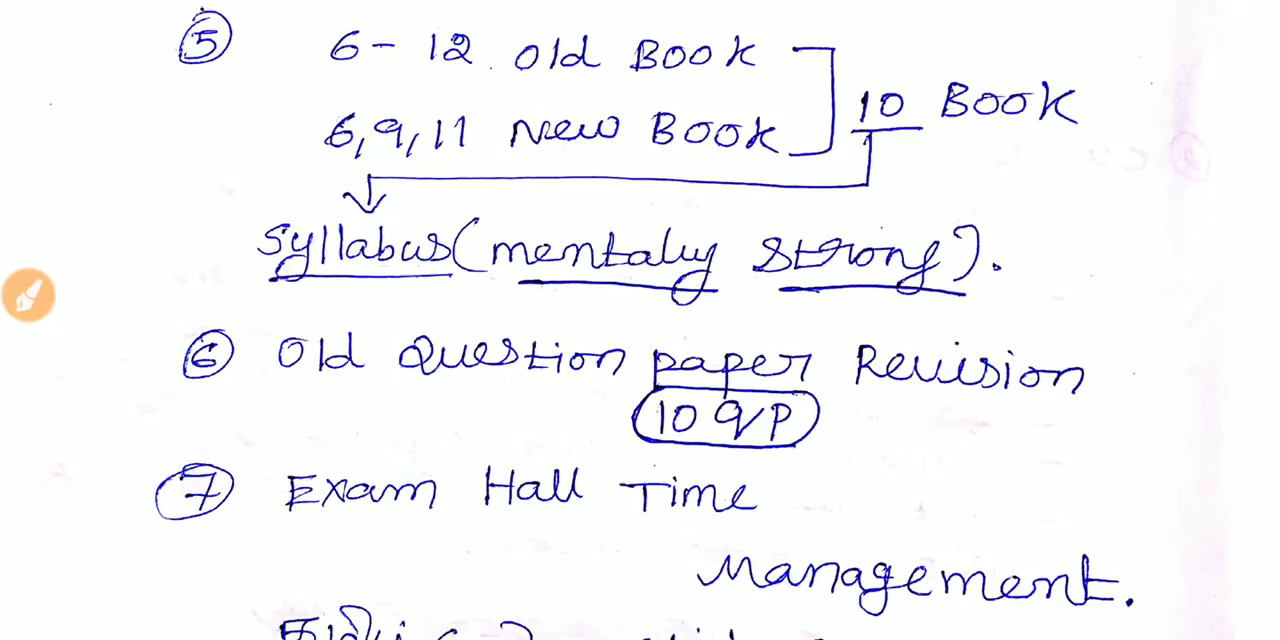 5 6-12 Old Book
10 Book
6,9,11 New Book
Syllabus (mentaly strong).
6 Old Question paper Revision
10 Q/P
7 Exam Hall Time
Management.